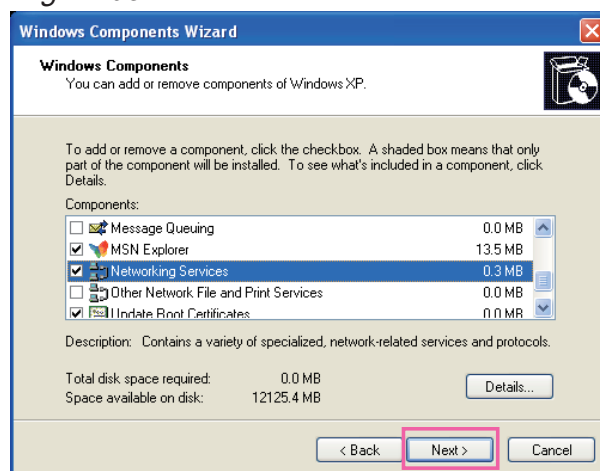 Windows Components Wizard
Windows Components
You can add or remove components of Windows XP.
To add or remove a component, click the checkbox. A shaded box means that only
part of the component will be installed. To see what's included in a component, click
Details.
Components:
Message Queuing 0.0 MB
MSN Explorer 13.5 MB
Networking Services 0.3 MB
Other Network File and Print Services 0.0 MB
Update Root Certificates 0.0 MB
Description: Contains a variety of specialized, network-related services and protocols.
Total disk space required: 0.0 MB
Space available on disk: 12125.4 MB
Details...
< Back Next > Cancel